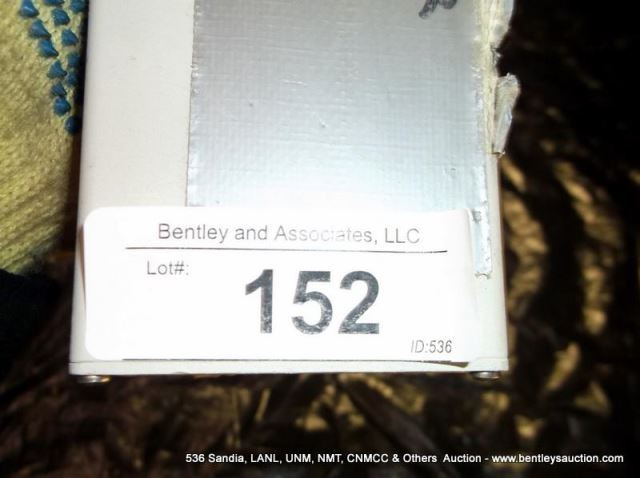 Bentley and Associates, LLC
Lot#:
152
ID:536
536 Sandia, LANL, UNM, NMT, CNMCC & Others Auction - www.bentleysauction.com